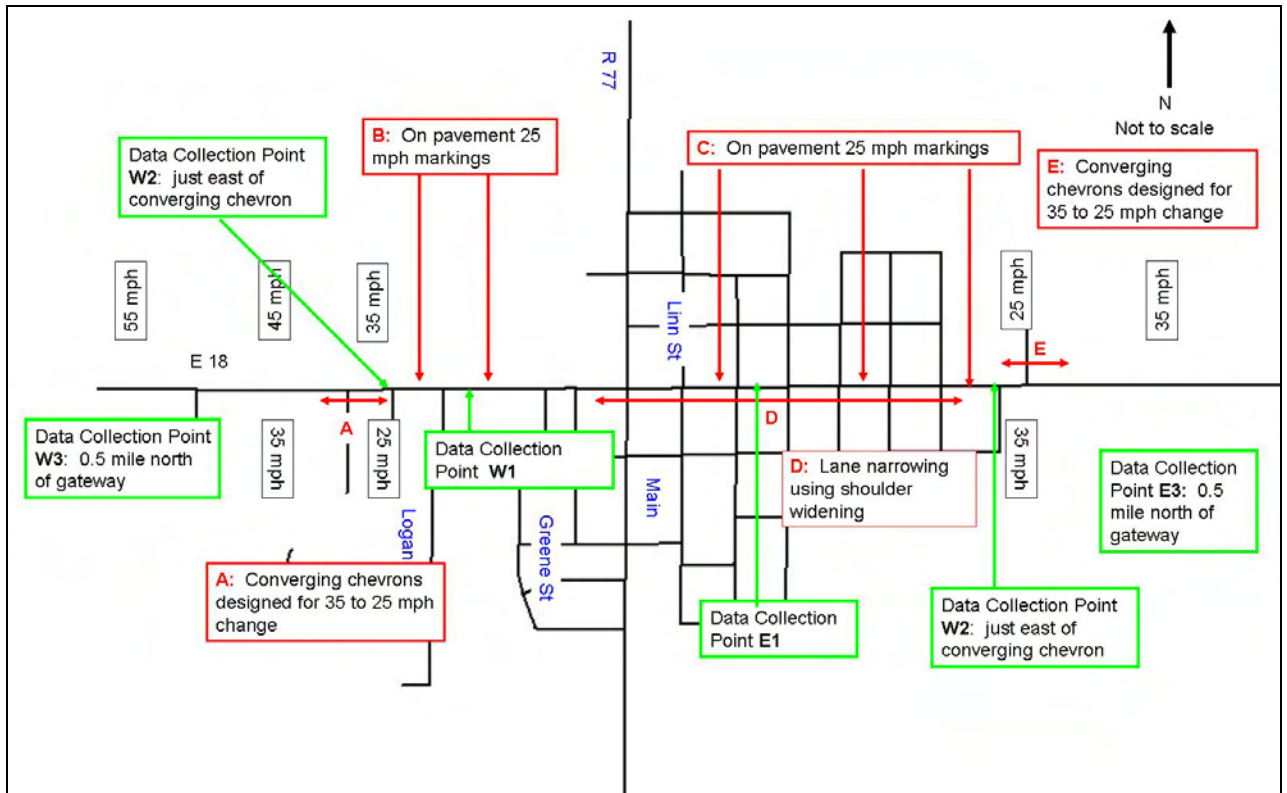 R 77
N
Not to scale
B: On pavement 25
mph markings
C: On pavement 25 mph markings
Data Collection Point
W2: just east of
converging chevron
E: Converging
chevrons designed for
35 to 25 mph change
55 mph
45 mph
35 mph
Linn St
25 mph
35 mph
E 18
E
A
D
Data Collection Point
W3: 0.5 mile north
of gateway
35 mph
25 mph
Data Collection
Point W1
D: Lane narrowing
using shoulder
widening
35 mph
Data Collection
Point E3: 0.5
mile north of
gateway
Logan
Greene St
Main
A: Converging chevrons
designed for 35 to 25 mph
change
Data Collection
Point E1
Data Collection Point
W2: just east of
converging chevron